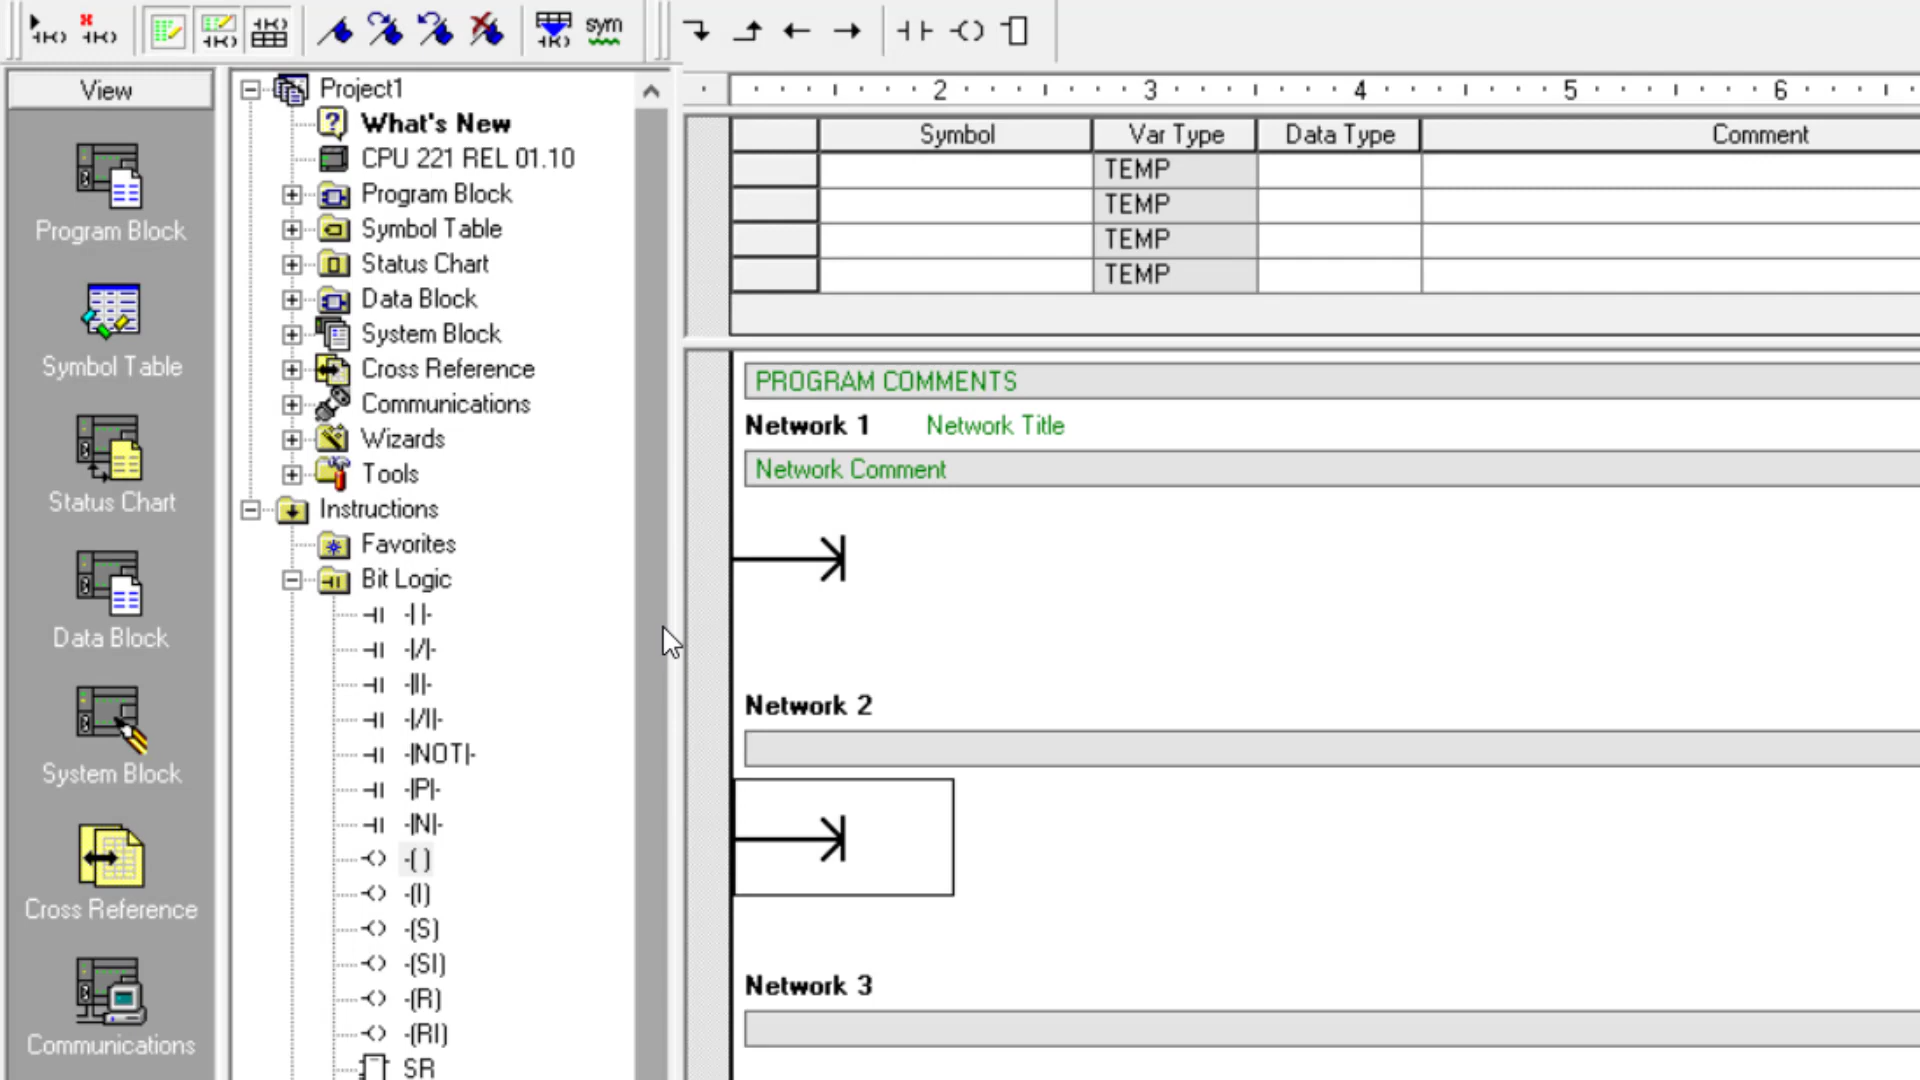 sym
View
Program Block
Symbol Table
Status Chart
Data Block
System Block
Cross Reference
Communications
Project1
What's New
CPU 221 REL 01.10
Program Block
Symbol Table
Status Chart
Data Block
System Block
Cross Reference
Communications
Wizards
Tools
Instructions
Favorites
Bit Logic
-| |-
-|/|-
-|I|-
-|/I|-
-|NOT|-
-|P|-
-|N|-
-( )
-(I)
-(S)
-(SI)
-(R)
-(RI)
SR
2 3 4 5 6
Symbol Var Type Data Type Comment
TEMP
TEMP
TEMP
TEMP
PROGRAM COMMENTS
Network 1 Network Title
Network Comment
Network 2
Network 3